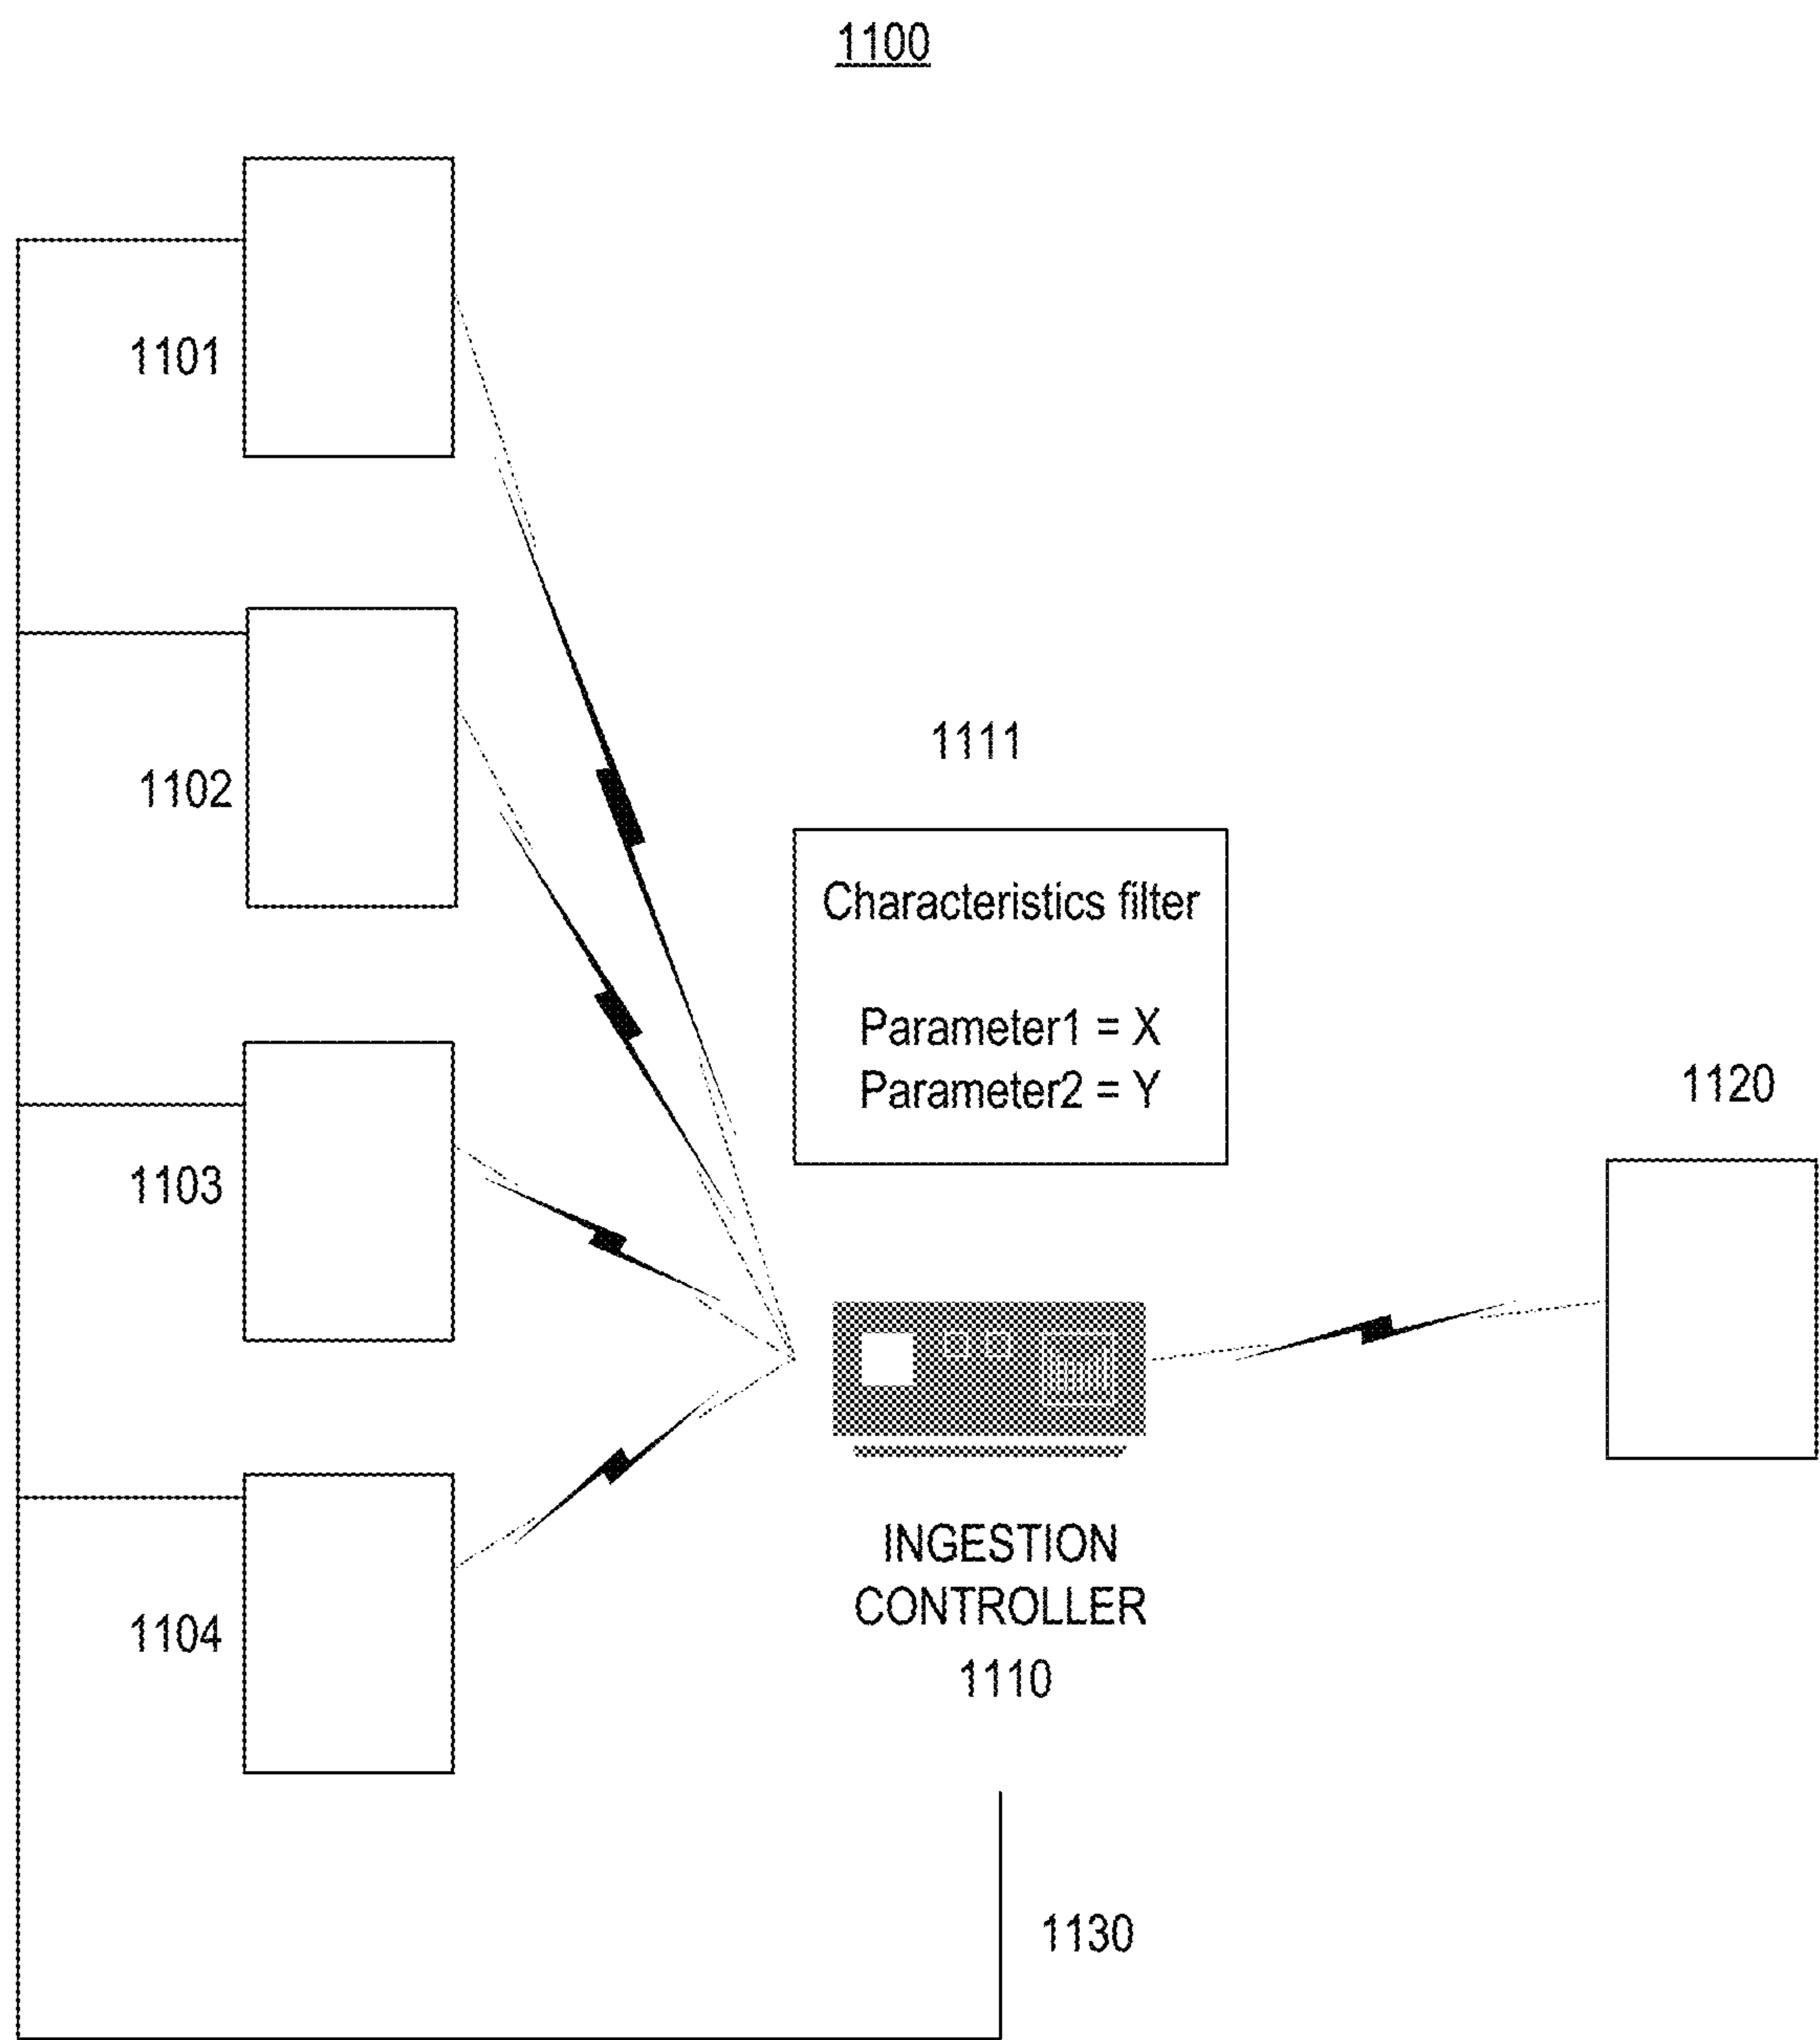 1100
1101
1102
1111
Characteristics filter
Parameter1 = X
Parameter2 = Y
1120
1103
INGESTION
CONTROLLER
1110
1104
1130